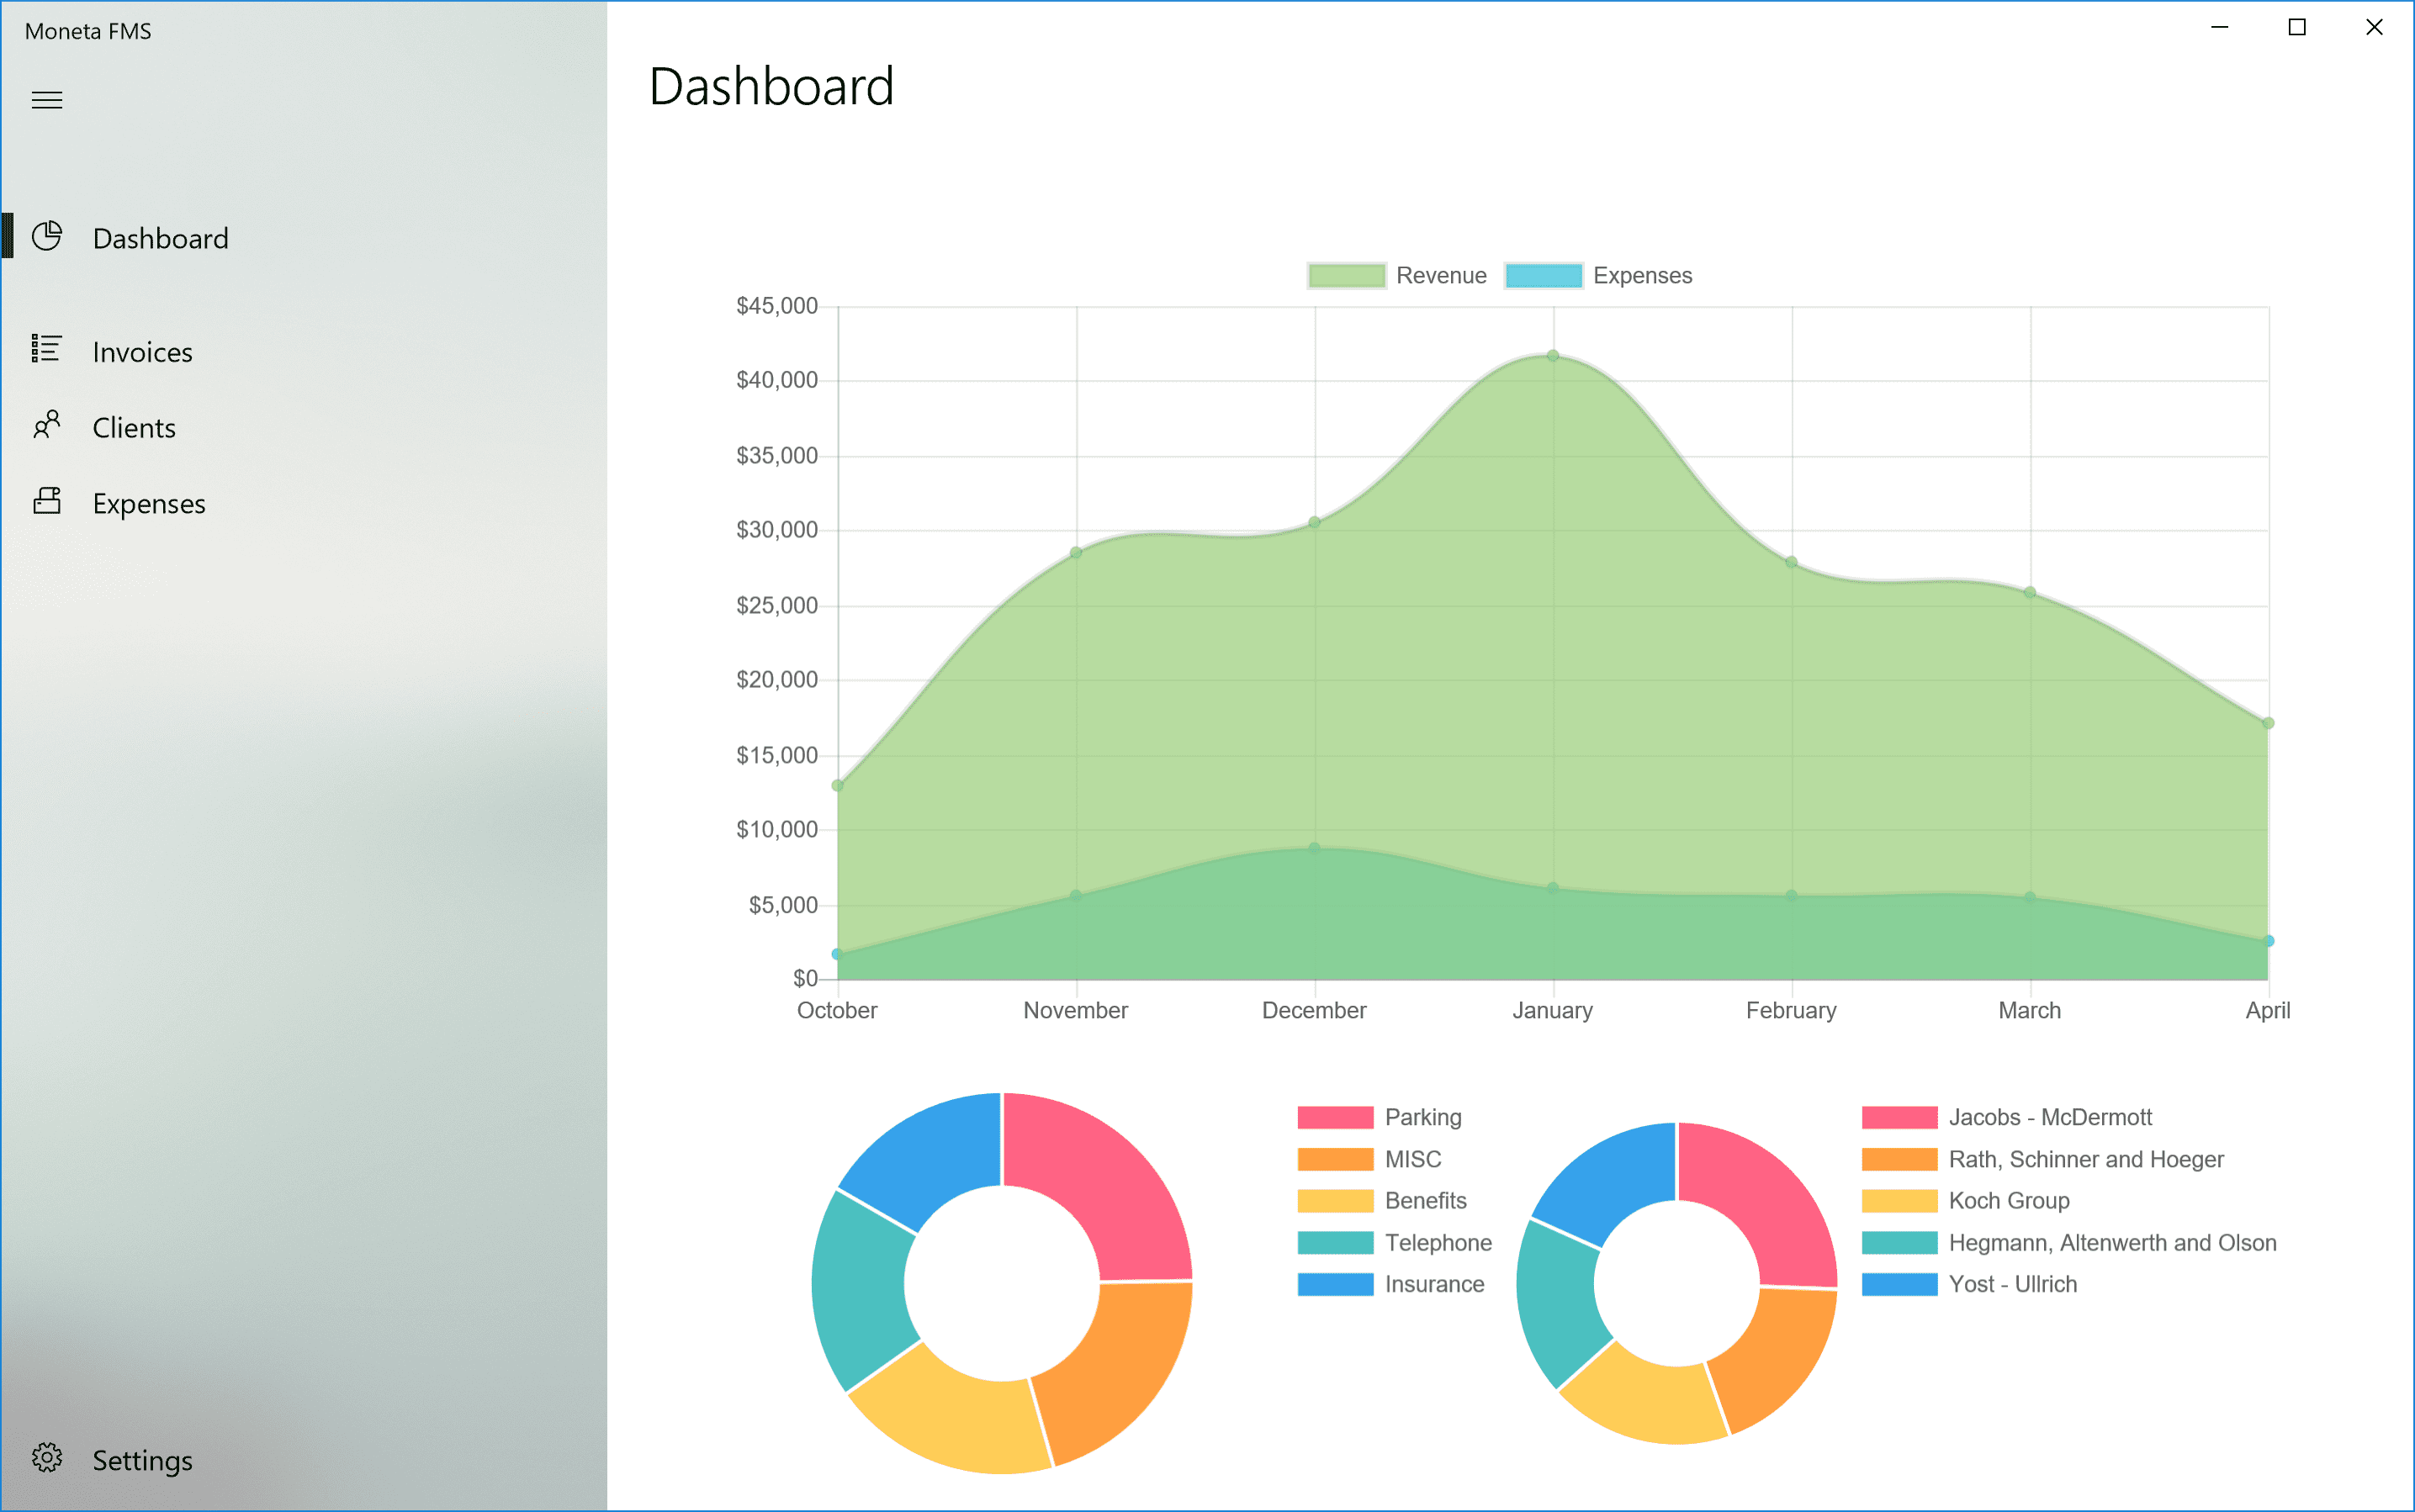 Moneta FMS
Dashboard
Dashboard
Invoices
Clients
Expenses
Settings
Revenue Expenses
$45,000
$40,000
$35,000
$30,000
$25,000
$20,000
$15,000
$10,000
$5,000
$0
October November December January February March April
Parking
MISC
Benefits
Telephone
Insurance
Jacobs - McDermott
Rath, Schinner and Hoeger
Koch Group
Hegmann, Altenwerth and Olson
Yost - Ullrich